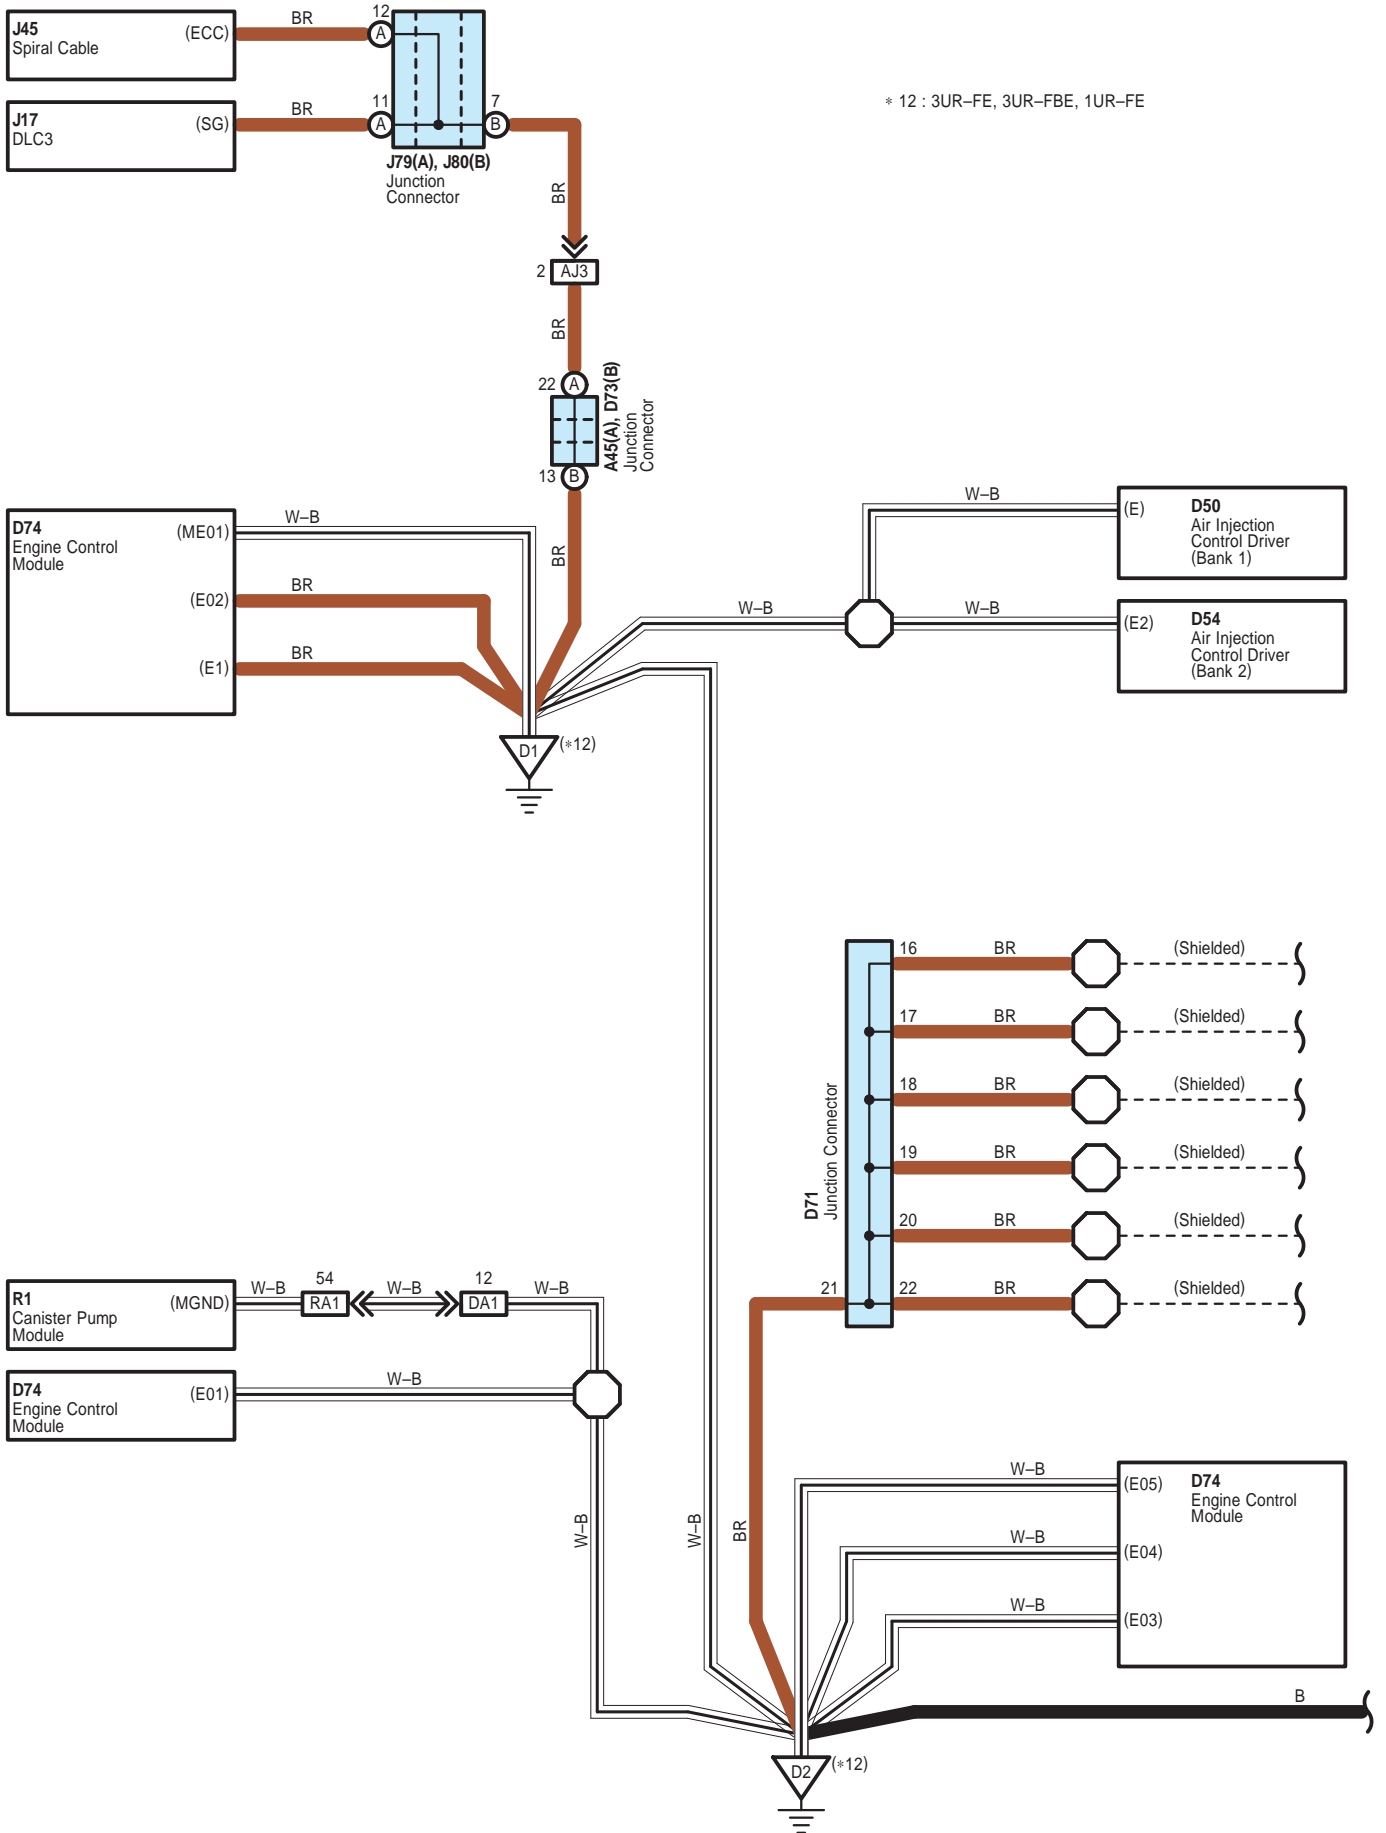 J45
Spiral Cable
(ECC)
BR
12
A
J17
DLC3
(SG)
BR
11
A
7
B
J79(A), J80(B)
Junction
Connector
∗ 12 : 3UR–FE, 3UR–FBE, 1UR–FE
BR
2
AJ3
BR
22
A
A45(A), D73(B)
Junction
Connector
13
B
BR
D74
Engine Control
Module
(ME01)
W–B
(E02)
BR
(E1)
BR
W–B
W–B
(E)
D50
Air Injection
Control Driver
(Bank 1)
W–B
(E2)
D54
Air Injection
Control Driver
(Bank 2)
D1
(∗12)
D71
Junction Connector
16
BR
(Shielded)
17
BR
(Shielded)
18
BR
(Shielded)
19
BR
(Shielded)
20
BR
(Shielded)
21
22
BR
(Shielded)
R1
Canister Pump
Module
(MGND)
W–B
54
RA1
W–B
12
DA1
W–B
D74
Engine Control
Module
(E01)
W–B
W–B
W–B
BR
W–B
(E05)
D74
Engine Control
Module
W–B
(E04)
W–B
(E03)
B
D2
(∗12)